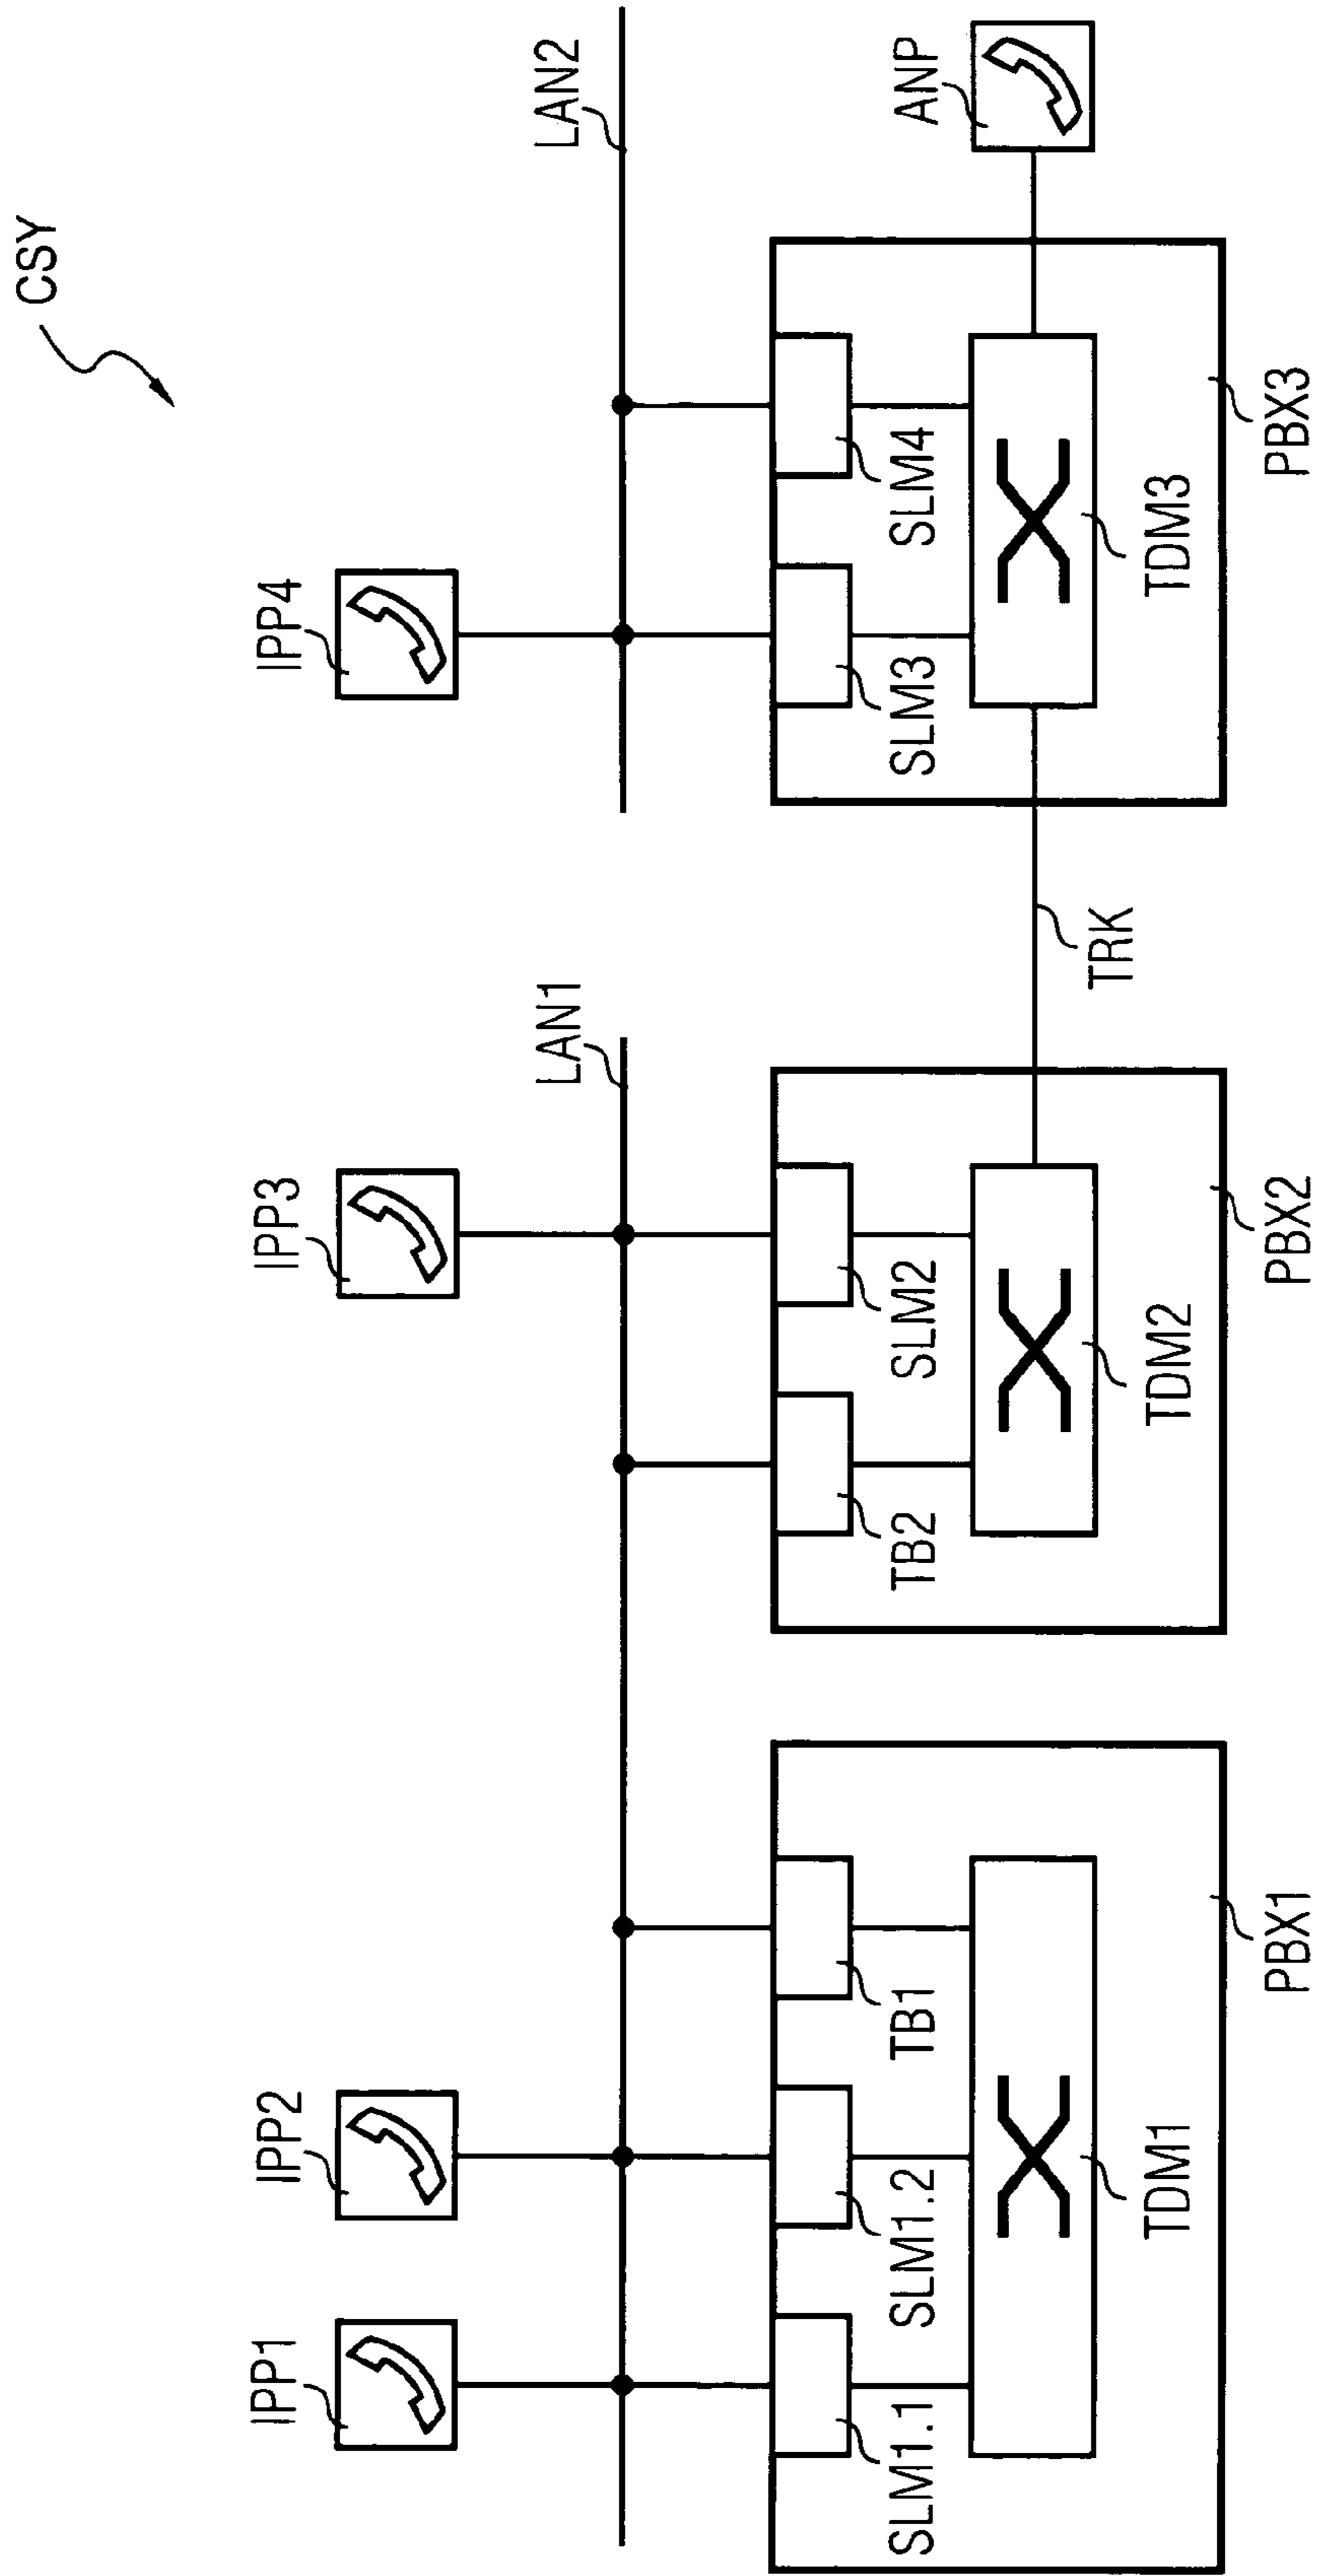 CSY
IPP1
IPP2
IPP3
IPP4
LAN1
LAN2
SLM1.1
SLM1.2
TB1
TB2
SLM2
SLM3
SLM4
ANP
TDM1
TDM2
TRK
TDM3
PBX1
PBX2
PBX3